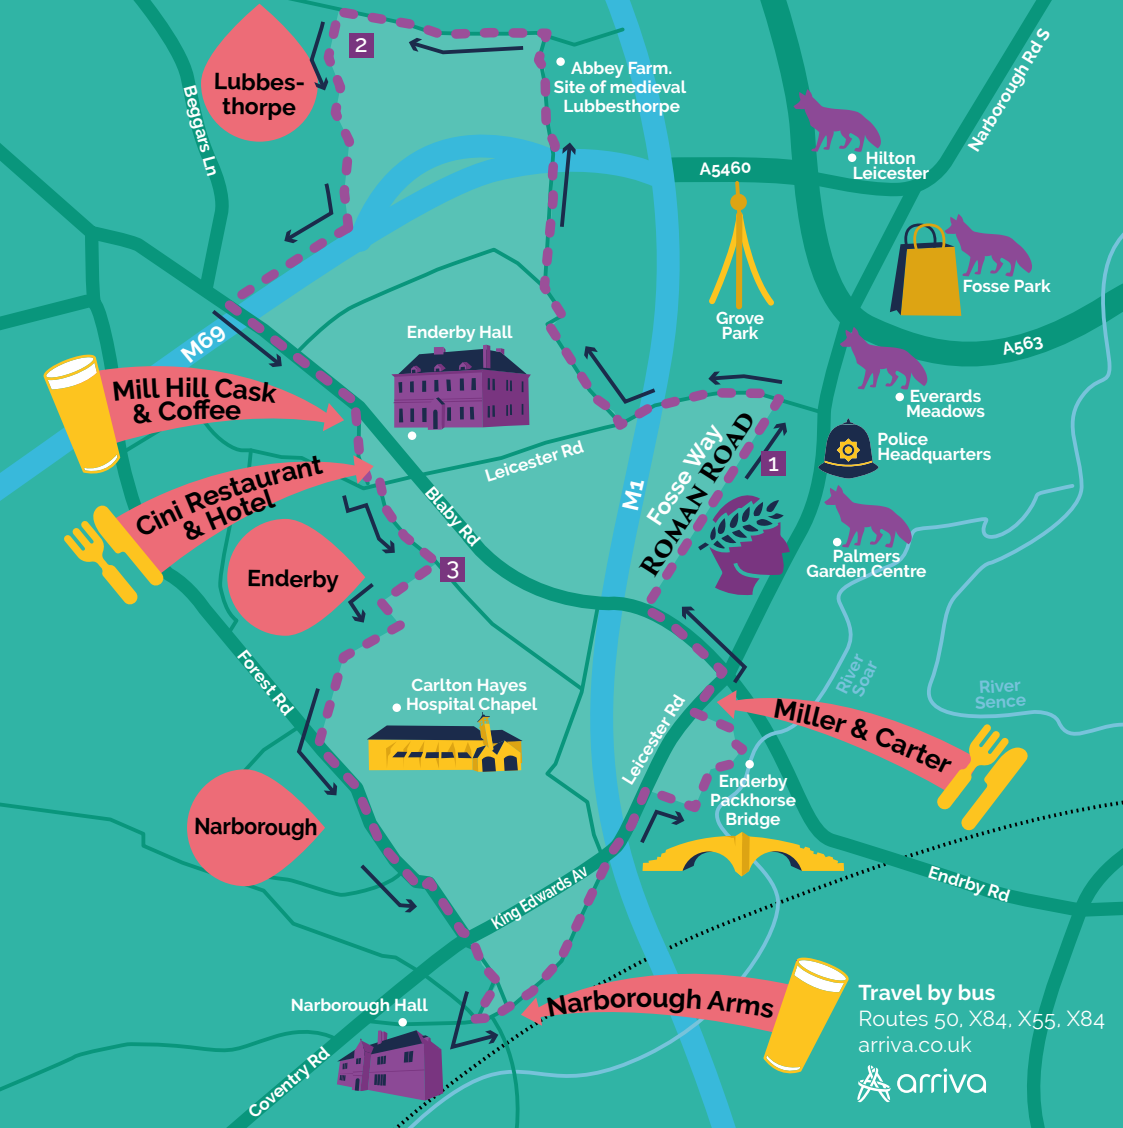 2
Lubbes-
thorpe
Beggars Ln
Abbey Farm.
Site of medieval
Lubbesthorpe
Narborough Rd S
A5460
Hilton
Leicester
Fosse Park
Grove
Park
A563
M69
Enderby Hall
Mill Hill Cask
& Coffee
Everards
Meadows
Police
Headquarters
Leicester Rd
Fosse Way
ROMAN ROAD
1
M1
Cini Restaurant
& Hotel
Blaby Rd
Palmers
Garden Centre
3
Enderby
Forest Rd
Carlton Hayes
Hospital Chapel
River
Soar
River
Sence
Leicester Rd
Miller & Carter
Enderby
Packhorse
Bridge
Narborough
King Edwards Av
Endrby Rd
Narborough Hall
Narborough Arms
Coventry Rd
Travel by bus
Routes 50, X84, X55, X84
arriva.co.uk
arriva